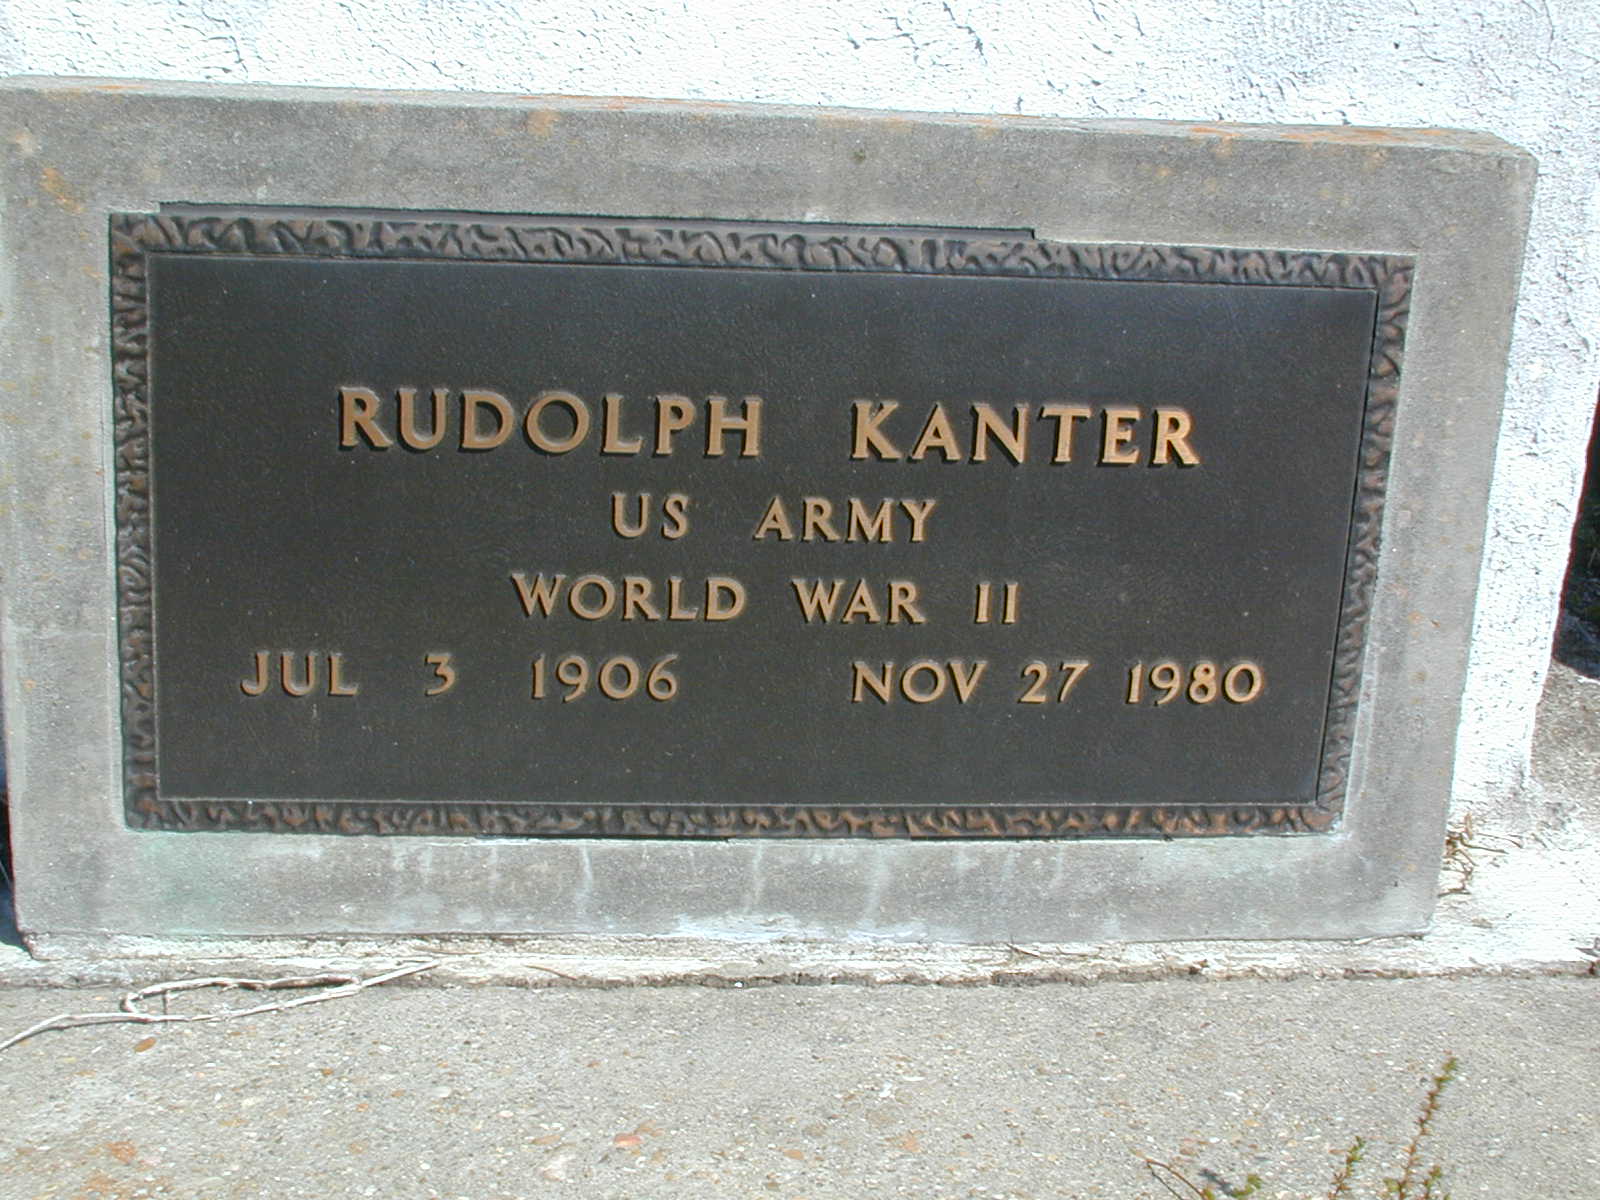 RUDOLPH KANTER
US ARMY
WORLD WAR II
JUL 3 1906 NOV 27 1980